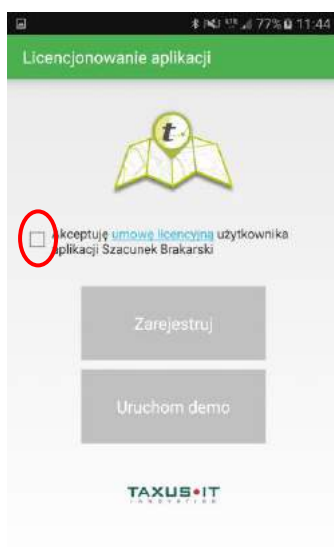 77% 11:44
Licencjonowanie aplikacji
t
Akceptuję umowę licencyjną użytkownika
aplikacji Szacunek Brakarski
Zarejestruj
Uruchom demo
TAXUS•IT